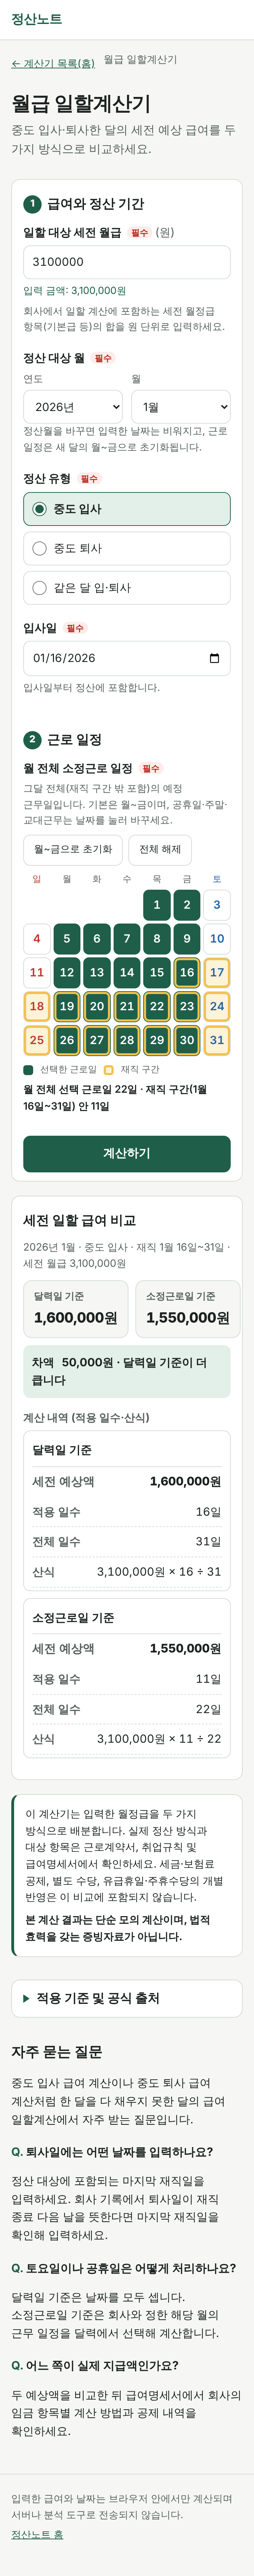 정산노트
← 계산기 목록(홈) 월급 일할계산기
월급 일할계산기
중도 입사·퇴사한 달의 세전 예상 급여를 두
가지 방식으로 비교하세요.
1 급여와 정산 기간
일할 대상 세전 월급 필수 (원)
3100000
입력 금액: 3,100,000원
회사에서 일할 계산에 포함하는 세전 월정급
항목(기본급 등)의 합을 원 단위로 입력하세요.
정산 대상 월 필수
연도 월
2026년 1월
정산월을 바꾸면 입력한 날짜는 비워지고, 근로
일정은 새 달의 월~금으로 초기화됩니다.
정산 유형 필수
중도 입사
중도 퇴사
같은 달 입·퇴사
입사일 필수
01/16/2026
입사일부터 정산에 포함합니다.
2 근로 일정
월 전체 소정근로 일정 필수
그달 전체(재직 구간 밖 포함)의 예정
근무일입니다. 기본은 월~금이며, 공휴일·주말·
교대근무는 날짜를 눌러 바꾸세요.
월~금으로 초기화 전체 해제
일 월 화 수 목 금 토
1 2 3
4 5 6 7 8 9 10
11 12 13 14 15 16 17
18 19 20 21 22 23 24
25 26 27 28 29 30 31
선택한 근로일 재직 구간
월 전체 선택 근로일 22일 · 재직 구간(1월
16일~31일) 안 11일
계산하기
세전 일할 급여 비교
2026년 1월 · 중도 입사 · 재직 1월 16일~31일 ·
세전 월급 3,100,000원
달력일 기준 소정근로일 기준
1,600,000원 1,550,000원
차액 50,000원 · 달력일 기준이 더
큽니다
계산 내역 (적용 일수·산식)
달력일 기준
세전 예상액 1,600,000원
적용 일수 16일
전체 일수 31일
산식 3,100,000원 × 16 ÷ 31
소정근로일 기준
세전 예상액 1,550,000원
적용 일수 11일
전체 일수 22일
산식 3,100,000원 × 11 ÷ 22
이 계산기는 입력한 월정급을 두 가지
방식으로 배분합니다. 실제 정산 방식과
대상 항목은 근로계약서, 취업규칙 및
급여명세서에서 확인하세요. 세금·보험료
공제, 별도 수당, 유급휴일·주휴수당의 개별
반영은 이 비교에 포함되지 않습니다.
본 계산 결과는 단순 모의 계산이며, 법적
효력을 갖는 증빙자료가 아닙니다.
▶ 적용 기준 및 공식 출처
자주 묻는 질문
중도 입사 급여 계산이나 중도 퇴사 급여
계산처럼 한 달을 다 채우지 못한 달의 급여
일할계산에서 자주 받는 질문입니다.
Q. 퇴사일에는 어떤 날짜를 입력하나요?
정산 대상에 포함되는 마지막 재직일을
입력하세요. 회사 기록에서 퇴사일이 재직
종료 다음 날을 뜻한다면 마지막 재직일을
확인해 입력하세요.
Q. 토요일이나 공휴일은 어떻게 처리하나요?
달력일 기준은 날짜를 모두 셉니다.
소정근로일 기준은 회사와 정한 해당 월의
근무 일정을 달력에서 선택해 계산합니다.
Q. 어느 쪽이 실제 지급액인가요?
두 예상액을 비교한 뒤 급여명세서에서 회사의
임금 항목별 계산 방법과 공제 내역을
확인하세요.
입력한 급여와 날짜는 브라우저 안에서만 계산되며
서버나 분석 도구로 전송되지 않습니다.
정산노트 홈